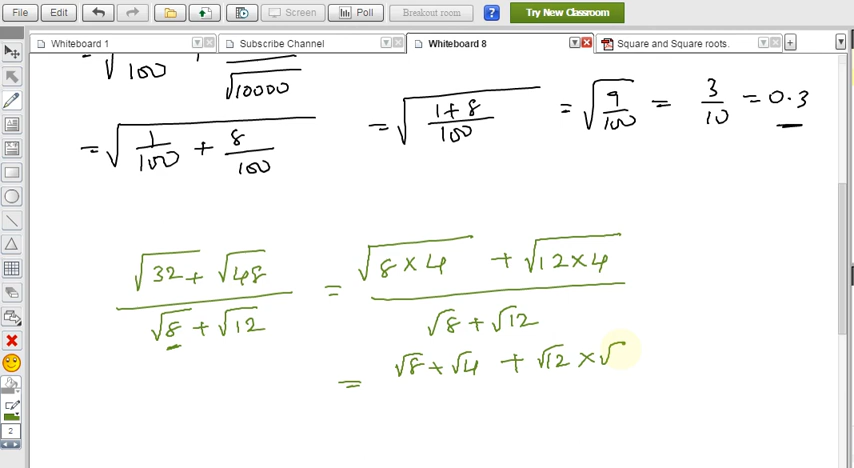 File Edit Screen Poll Breakout room Try New Classroom
Whiteboard 1 Subscribe Channel Whiteboard 8 Square and Square roots. +
= √ 100 + √10000
= √(1/100 + 8/100) = √((1+8)/100) = √(9/100) = 3/10 = 0.3
(√32 + √48)/(√8 + √12) = (√(8×4) + √(12×4))/(√8 + √12)
= √8 × √4 + √12 × √
2